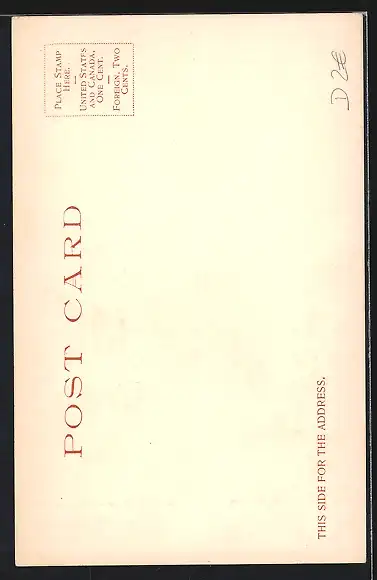 PLACE STAMP
HERE.
—
UNITED STATES
AND CANADA,
ONE CENT.
—
FOREIGN, TWO
CENTS.
POST CARD
THIS SIDE FOR THE ADDRESS.
D 2€